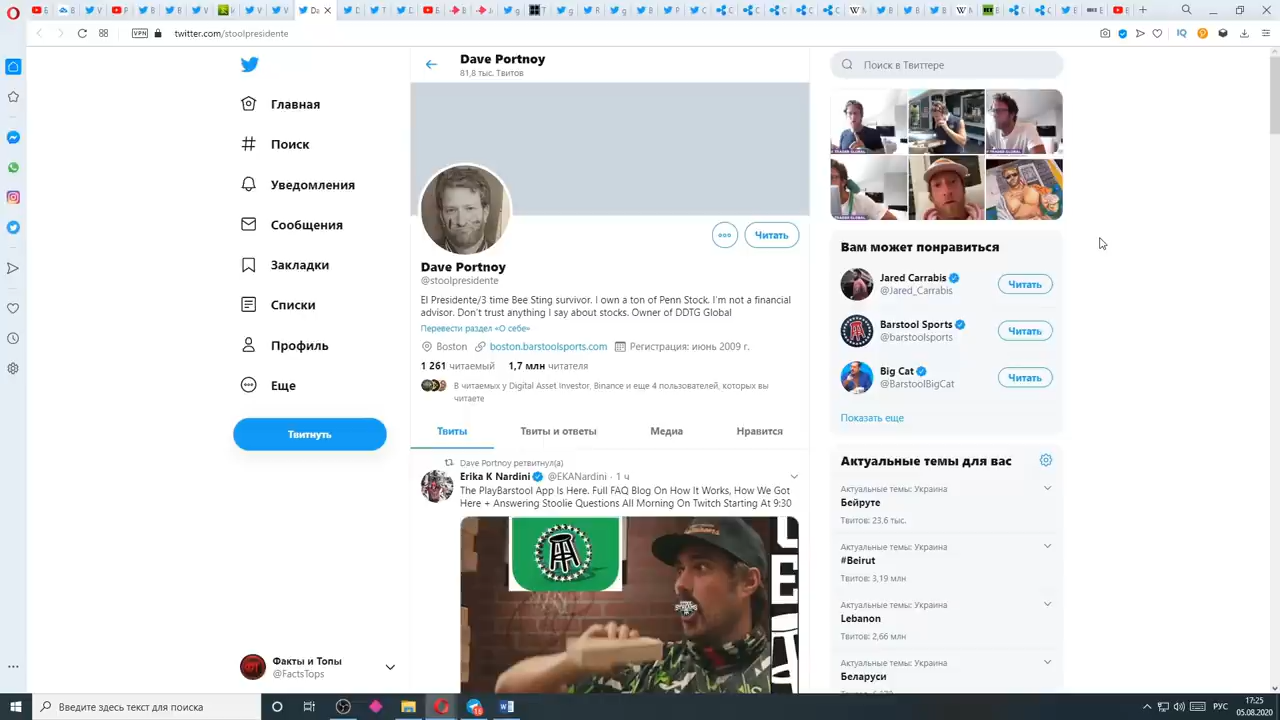 twitter.com/stoolpresidente
VPN
Dave Portnoy
81,8 тыс. Твитов
Главная
Поиск
Уведомления
Сообщения
Закладки
Списки
Профиль
Еще
Твитнуть
Факты и Топы
@FactsTops
Читать
Dave Portnoy
@stoolpresidente
El Presidente/3 time Bee Sting survivor. I own a ton of Penn Stock. I'm not a financial
advisor. Don't trust anything I say about stocks. Owner of DDTG Global
Перевести раздел «О себе»
Boston boston.barstoolsports.com Регистрация: июнь 2009 г.
1 261 читаемый 1,7 млн читателя
В читаемых у Digital Asset Investor, Binance и еще 4 пользователей, которых вы
читаете
Твиты Твиты и ответы Медиа Нравится
Dave Portnoy ретвитнул(а)
Erika K Nardini @EKANardini · 1 ч
The PlayBarstool App Is Here. Full FAQ Blog On How It Works, How We Got
Here + Answering Stoolie Questions All Morning On Twitch Starting At 9:30
Поиск в Твиттере
Вам может понравиться
Jared Carrabis
@Jared_Carrabis
Читать
Barstool Sports
@barstoolsports
Читать
Big Cat
@BarstoolBigCat
Читать
Показать еще
Актуальные темы для вас
Актуальные темы: Украина
Бейруте
Твитов: 23,6 тыс.
Актуальные темы: Украина
#Beirut
Твитов: 3,19 млн
Актуальные темы: Украина
Lebanon
Твитов: 2,66 млн
Актуальные темы: Украина
Беларуси
Введите здесь текст для поиска
РУС
17:25
05.08.2020